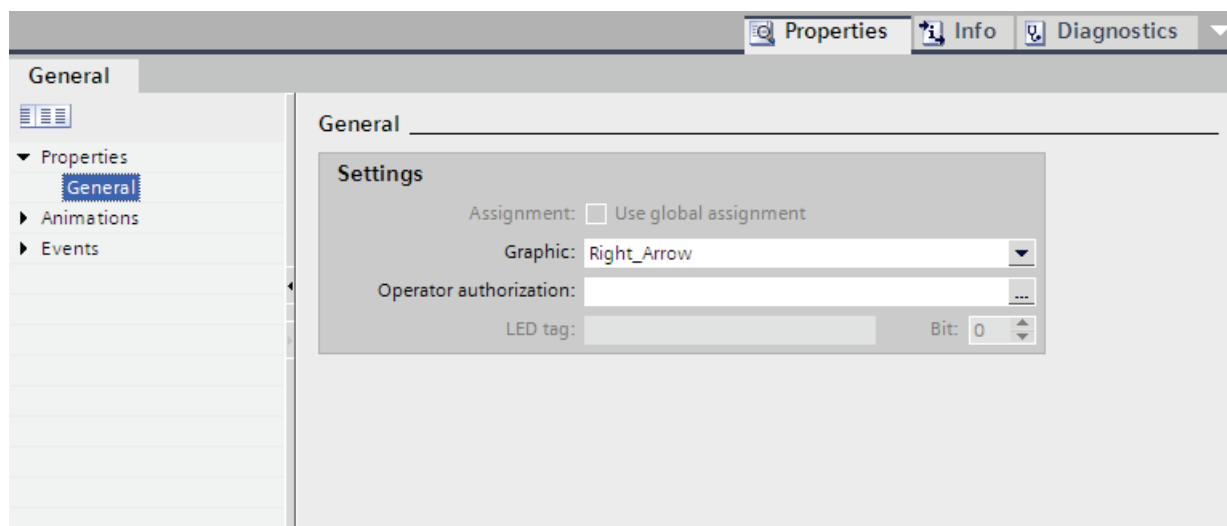 Properties Info Diagnostics
General
General
Properties
General
Animations
Events
Settings
Assignment: Use global assignment
Graphic: Right_Arrow
Operator authorization: ...
LED tag: Bit: 0